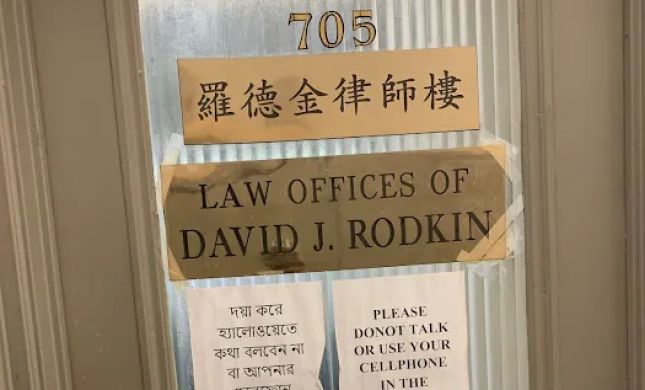 705
羅德金律師樓
LAW OFFICES OF
DAVID J. RODKIN
দয়া করে
হ্যালোওয়েতে
কথা বলবেন না
বা আপনার
PLEASE
DONOT TALK
OR USE YOUR
CELLPHONE
IN THE